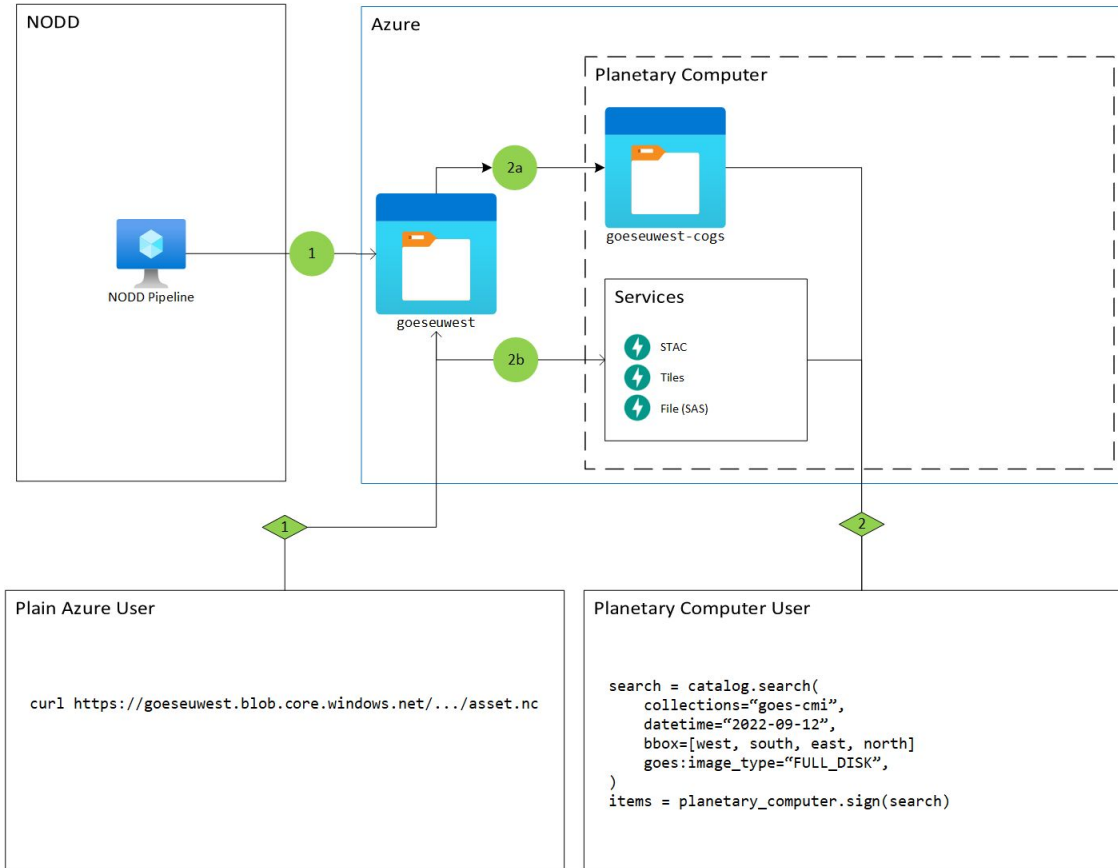 NODD
Azure
Planetary Computer
2a
goeseuwest-cogs
1
NODD Pipeline
goeseuwest
Services
STAC
Tiles
File (SAS)
2b
1
2
Plain Azure User
curl https://goeseuwest.blob.core.windows.net/.../asset.nc
Planetary Computer User
search = catalog.search(
    collections=“goes-cmi”,
    datetime=“2022-09-12”,
    bbox=[west, south, east, north]
    goes:image_type=“FULL_DISK”,
)
items = planetary_computer.sign(search)